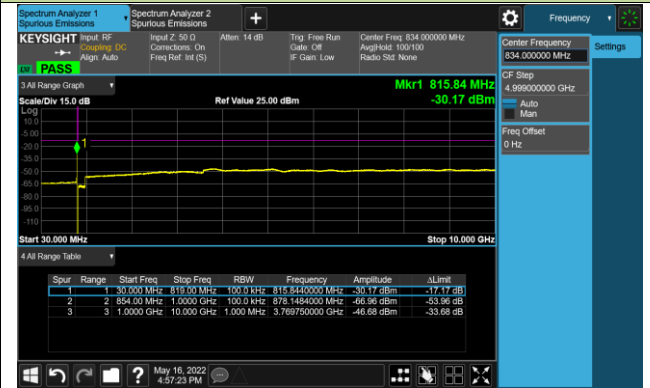 Spectrum Analyzer 1
Spurious Emissions
Spectrum Analyzer 2
Spurious Emissions
+
Frequency
KEYSIGHT
Input: RF
Coupling: DC
Align: Auto
Input Z: 50 Ω
Corrections: On
Freq Ref: Int (S)
Atten: 14 dB
Trig: Free Run
Gate: Off
IF Gain: Low
Center Freq: 834.000000 MHz
Avg|Hold: 100/100
Radio Std: None
PASS
Center Frequency
834.000000 MHz
Settings
CF Step
4.999000000 GHz
Auto
Man
Freq Offset
0 Hz
3 All Range Graph
Mkr1 815.84 MHz
-30.17 dBm
Scale/Div 15.0 dB
Ref Value 25.00 dBm
Log
10.0
-5.00
-20.0
-35.0
-50.0
-65.0
-80.0
-95.0
-110
1
Start 30.000 MHz
Stop 10.000 GHz
4 All Range Table
Spur Range Start Freq Stop Freq RBW Frequency Amplitude ΔLimit
1 1 30.000 MHz 819.00 MHz 100.0 kHz 815.8440000 MHz -30.17 dBm -17.17 dB
2 2 854.00 MHz 1.0000 GHz 100.0 kHz 878.1484000 MHz -66.96 dBm -53.96 dB
3 3 1.0000 GHz 10.000 GHz 1.000 MHz 3.769750000 GHz -46.68 dBm -33.68 dB
?
May 16, 2022
4:57:23 PM